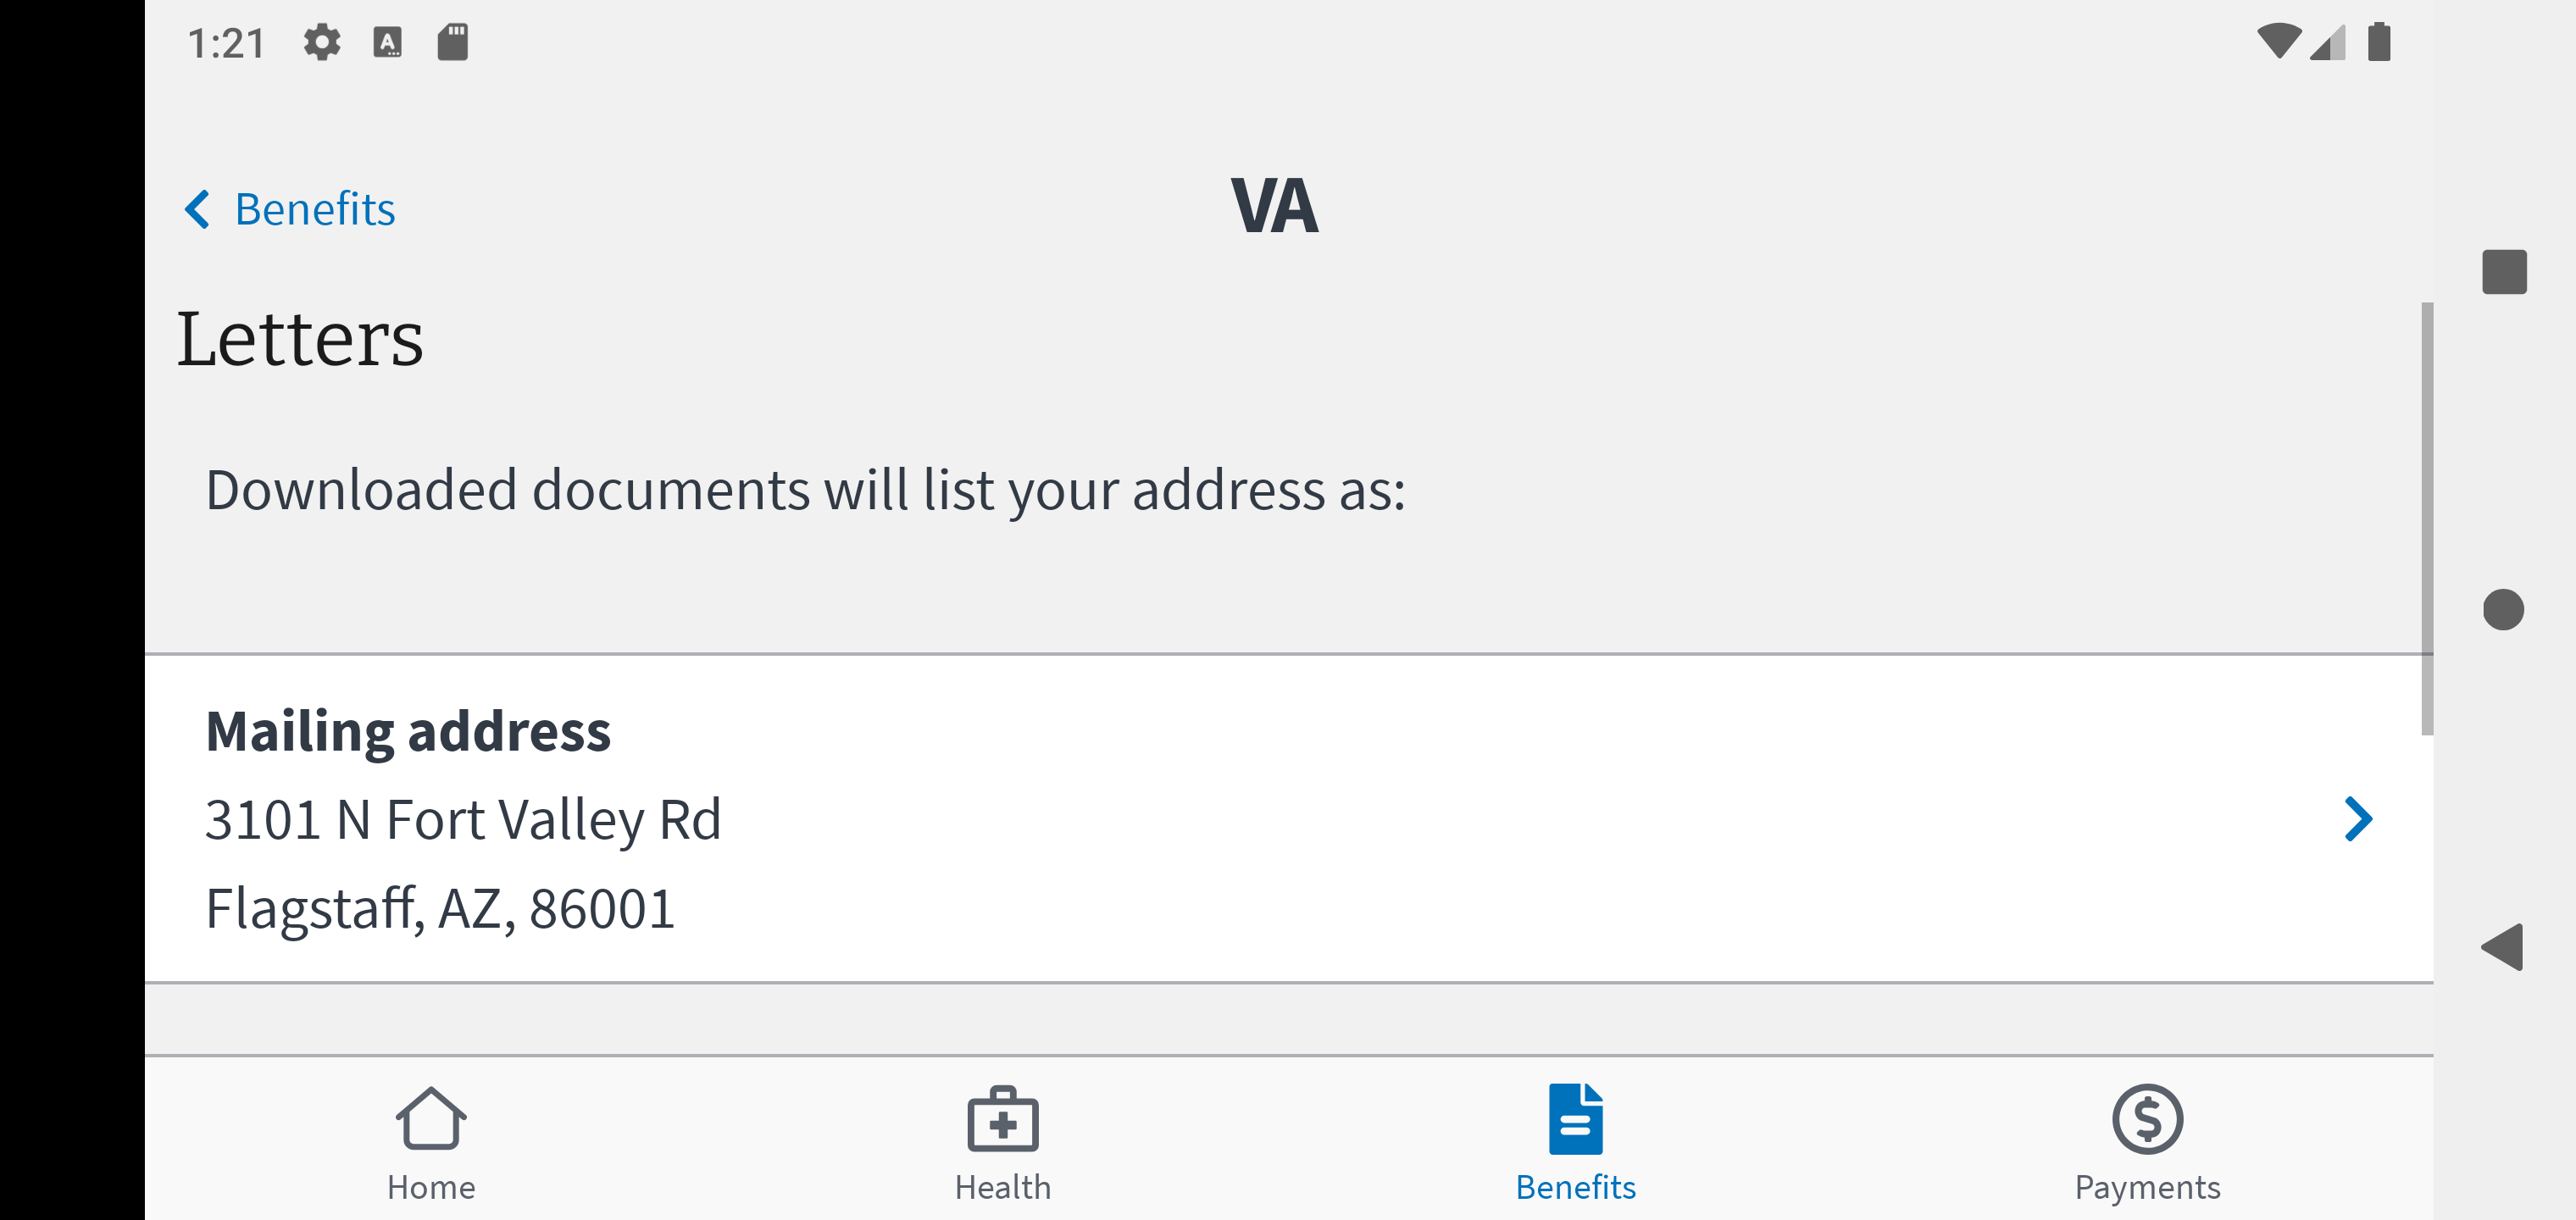 1:21
Benefits
VA
Letters
Downloaded documents will list your address as:
Mailing address
3101 N Fort Valley Rd
Flagstaff, AZ, 86001
Home
Health
Benefits
Payments